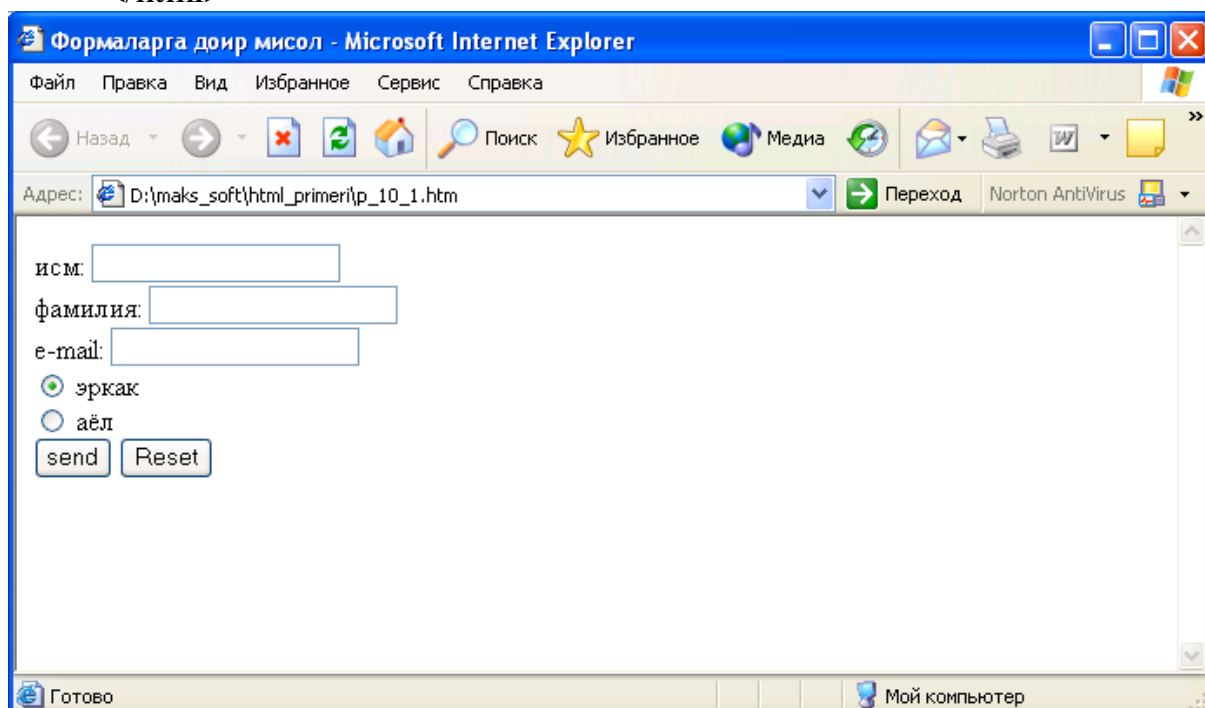 Формаларга доир мисол - Microsoft Internet Explorer
Файл Правка Вид Избранное Сервис Справка
Назад Поиск Избранное Медиа W »
Адрес: D:\maks_soft\html_primeri\p_10_1.htm Переход Norton AntiVirus
исм:
фамилия:
e-mail:
эркак
аёл
send Reset
Готово Мой компьютер